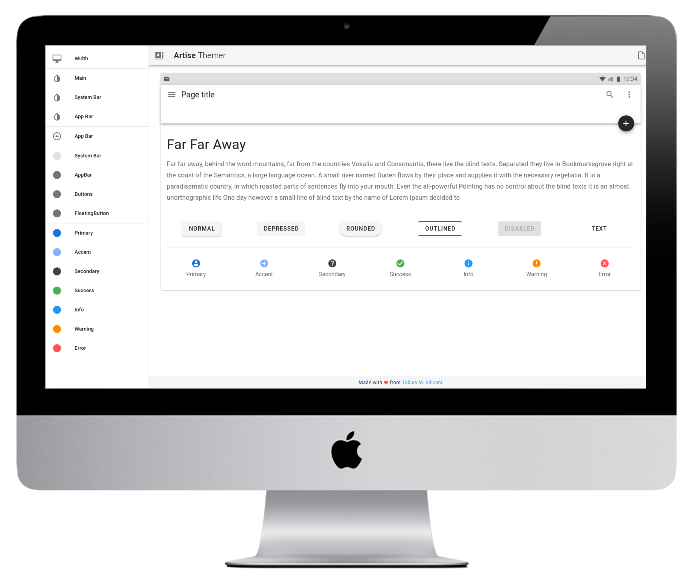 Width
Main
System Bar
App Bar
App Bar
System Bar
AppBar
Buttons
FloatingButton
Primary
Accent
Secondary
Success
Info
Warning
Error
Artise Themer
12:34
Page title
Far Far Away
Far far away, behind the word mountains, far from the countries Vokalia and Consonantia, there live the blind texts. Separated they live in Bookmarksgrove right at
the coast of the Semantics, a large language ocean. A small river named Duden flows by their place and supplies it with the necessary regelialia. It is a
paradisematic country, in which roasted parts of sentences fly into your mouth. Even the all-powerful Pointing has no control about the blind texts it is an almost
unorthographic life One day however a small line of blind text by the name of Lorem Ipsum decided to
NORMAL DEPRESSED ROUNDED OUTLINED DISABLED TEXT
Primary Accent Secondary Success Info Warning Error
Made with ❤ from Tobias M. Silicani